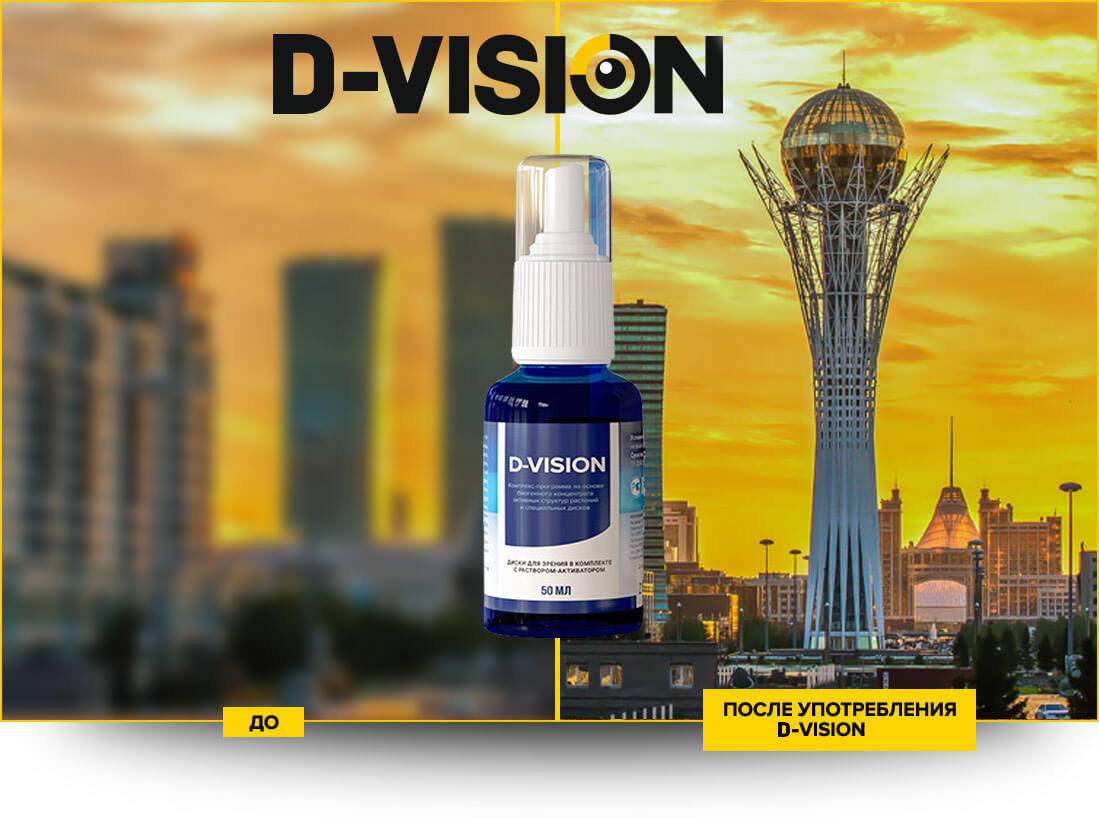 D-VISION
D-VISION
Комплекс-программа на основе
биогенного концентрата
активных структур растений
и специальных дисков
ДИСКИ ДЛЯ ЗРЕНИЯ В КОМПЛЕКТЕ
С РАСТВОРОМ-АКТИВАТОРОМ
50 МЛ
ДО
ПОСЛЕ УПОТРЕБЛЕНИЯ
D-VISION